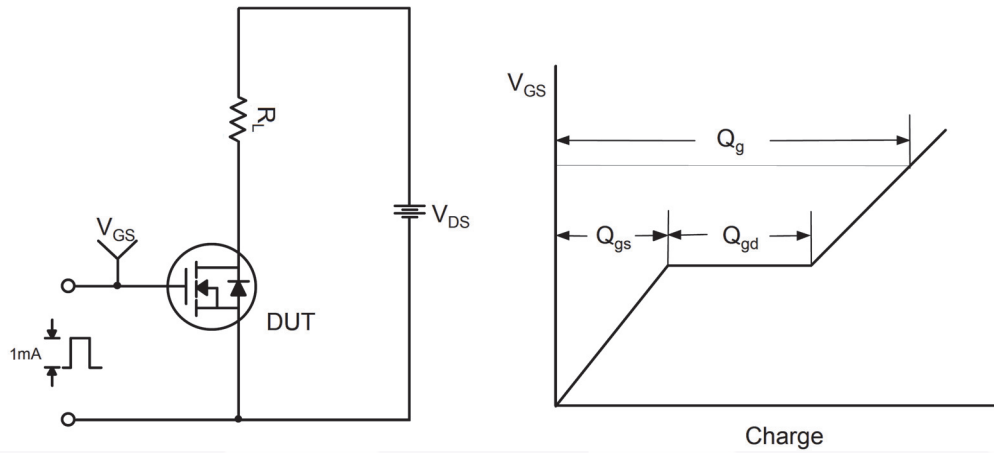 R_L
V_GS
V_DS
DUT
1mA
V_GS
Q_g
Q_gs
Q_gd
Charge